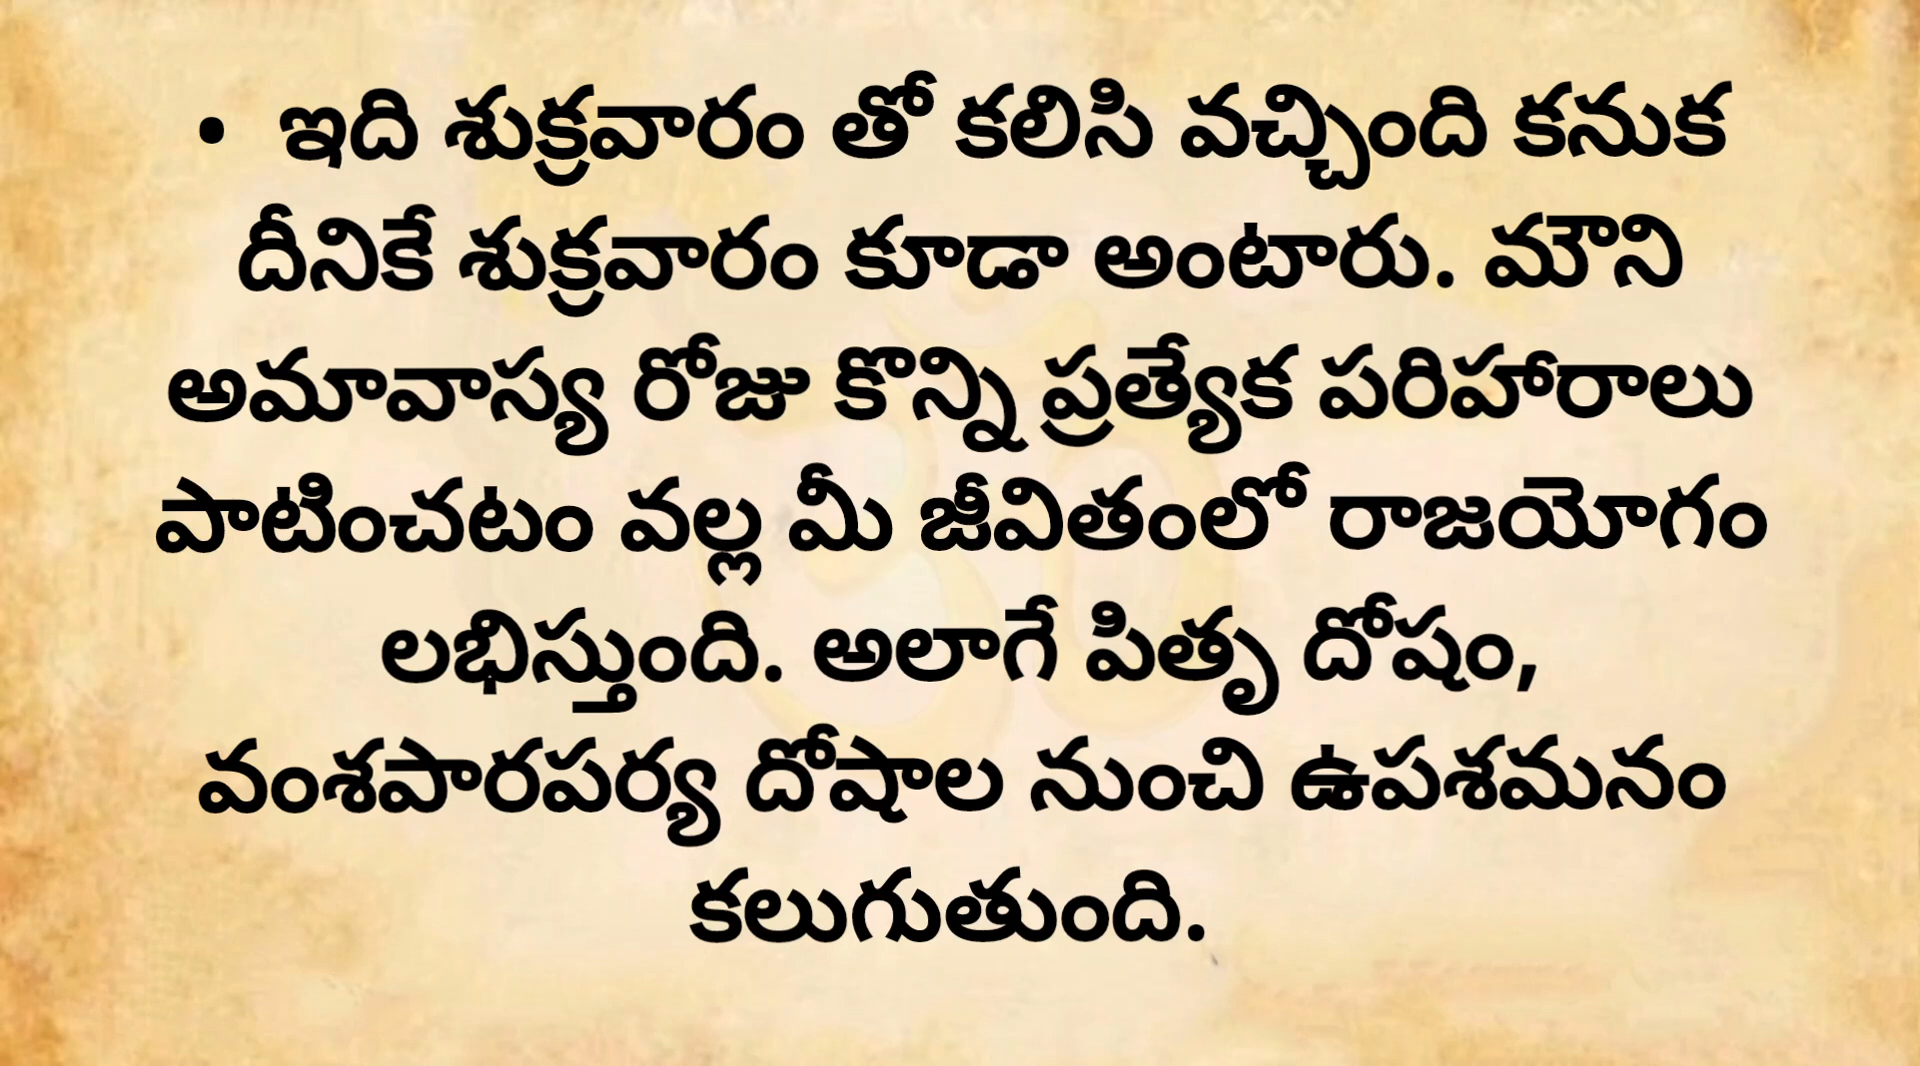 • ఇది శుక్రవారం తో కలిసి వచ్చింది కనుక
దీనికే శుక్రవారం కూడా అంటారు. మౌని
అమావాస్య రోజు కొన్ని ప్రత్యేక పరిహారాలు
పాటించటం వల్ల మీ జీవితంలో రాజయోగం
లభిస్తుంది. అలాగే పితృ దోషం,
వంశపారపర్య దోషాల నుంచి ఉపశమనం
కలుగుతుంది.